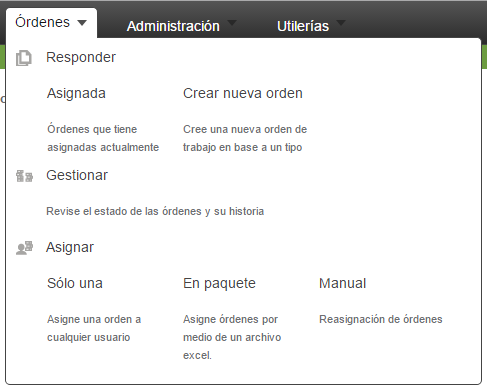 Órdenes Administración Utilerías
Responder
Asignada Crear nueva orden
Órdenes que tiene Cree una nueva orden de
asignadas actualmente trabajo en base a un tipo
Gestionar
Revise el estado de las órdenes y su historia
Asignar
Sólo una En paquete Manual
Asigne una orden a Asigne órdenes por Reasignación de órdenes
cualquier usuario medio de un archivo
excel.